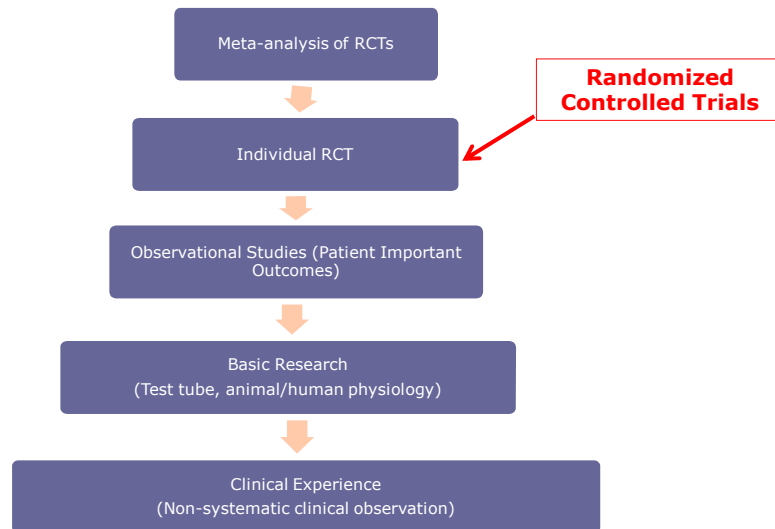 Meta-analysis of RCTs
Randomized
Controlled Trials
Individual RCT
Observational Studies (Patient Important
Outcomes)
Basic Research
(Test tube, animal/human physiology)
Clinical Experience
(Non-systematic clinical observation)